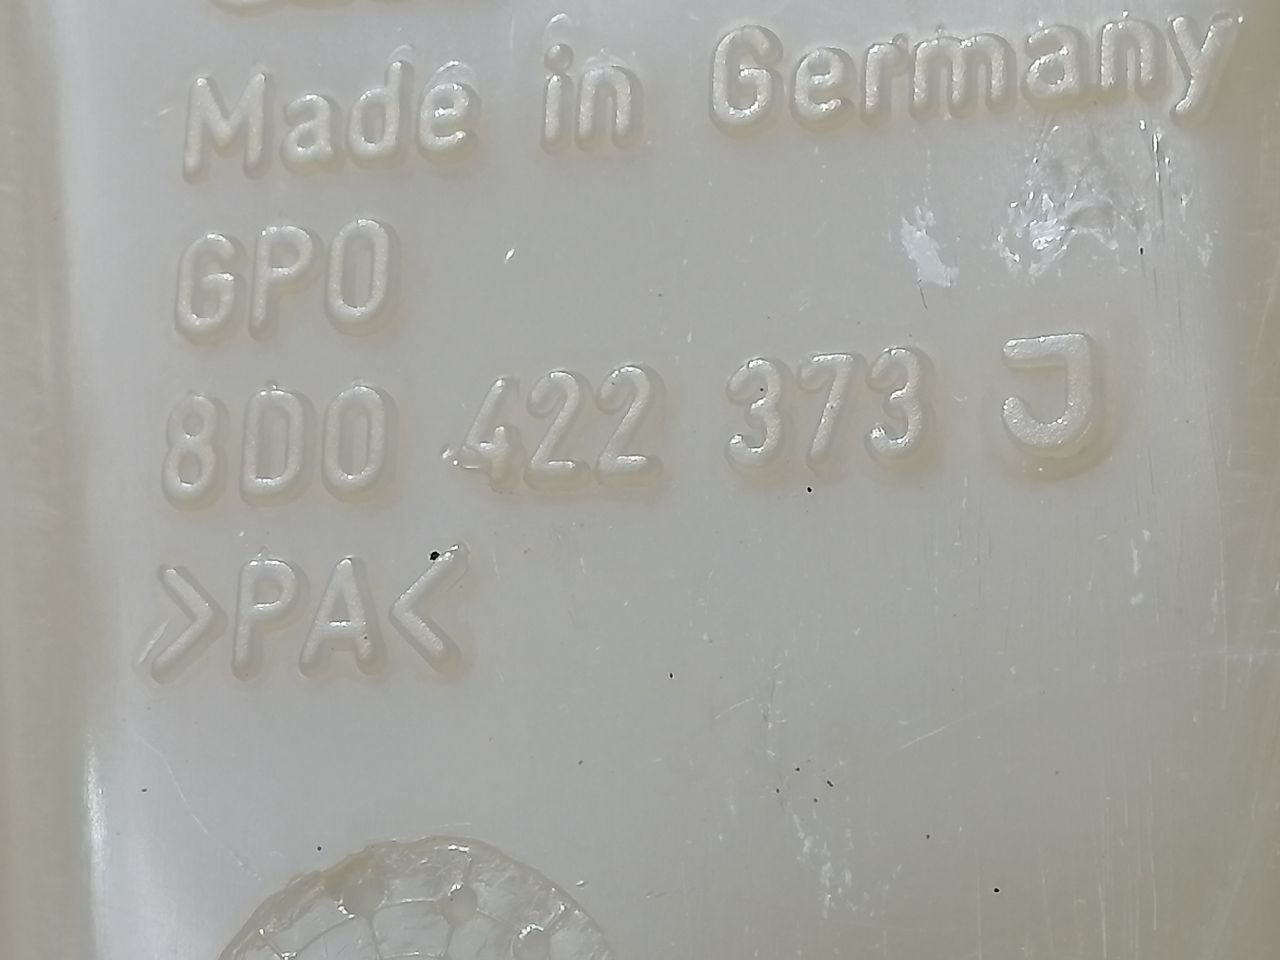 Made in Germany
GPO
8D0 422 373 J
>PA<